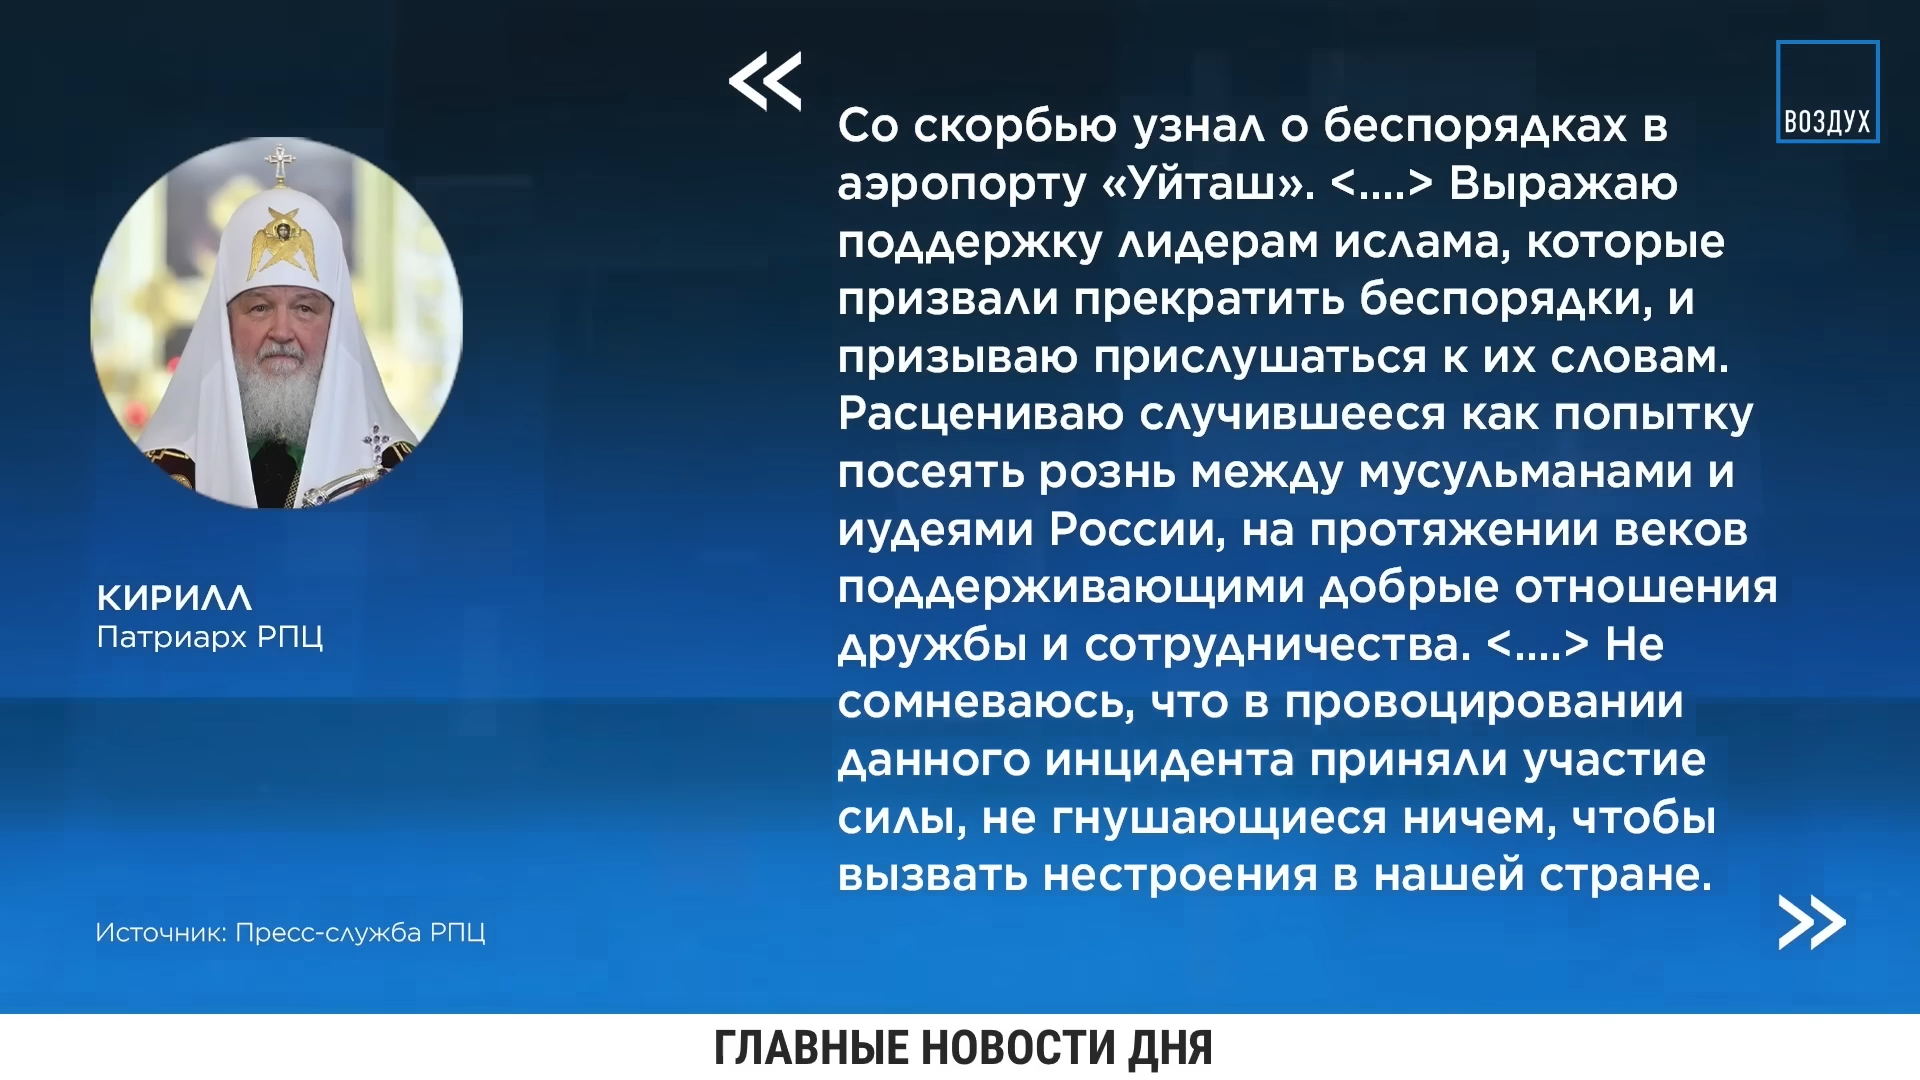 «
ВОЗДУХ
Со скорбью узнал о беспорядках в
аэропорту «Уйташ». <....> Выражаю
поддержку лидерам ислама, которые
призвали прекратить беспорядки, и
призываю прислушаться к их словам.
Расцениваю случившееся как попытку
посеять рознь между мусульманами и
иудеями России, на протяжении веков
поддерживающими добрые отношения
дружбы и сотрудничества. <....> Не
сомневаюсь, что в провоцировании
данного инцидента приняли участие
силы, не гнушающиеся ничем, чтобы
вызвать нестроения в нашей стране.
»
КИРИЛЛ
Патриарх РПЦ
Источник: Пресс-служба РПЦ
ГЛАВНЫЕ НОВОСТИ ДНЯ